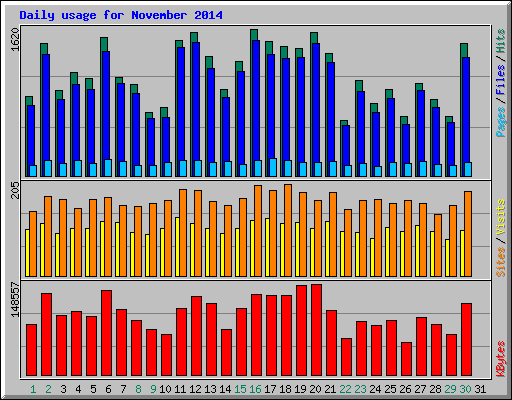 Daily usage for November 2014
1620
Pages / Files / Hits
205
Sites / Visits
148557
KBytes
1 2 3 4 5 6 7 8 9 10 11 12 13 14 15 16 17 18 19 20 21 22 23 24 25 26 27 28 29 30 31